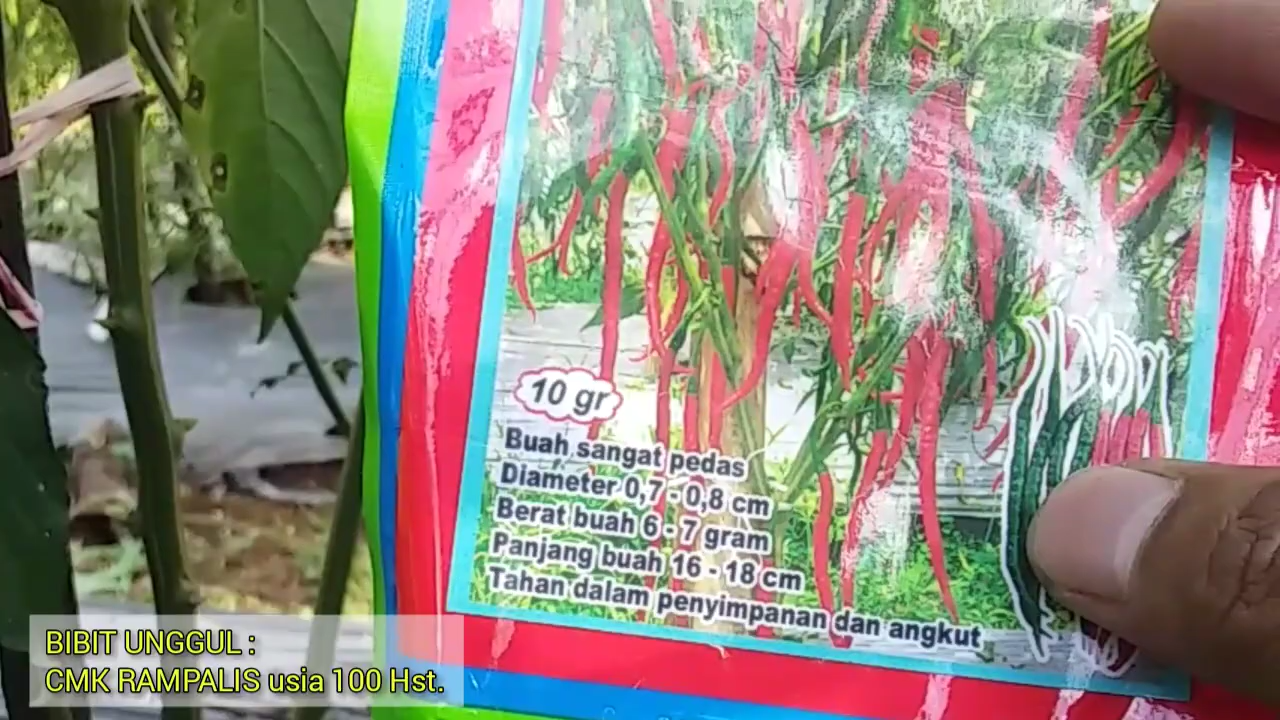 10 gr
Buah sangat pedas
Diameter 0,7 - 0,8 cm
Berat buah 6 - 7 gram
Panjang buah 16 - 18 cm
Tahan dalam penyimpanan dan angkut
BIBIT UNGGUL :
CMK RAMPALIS usia 100 Hst.